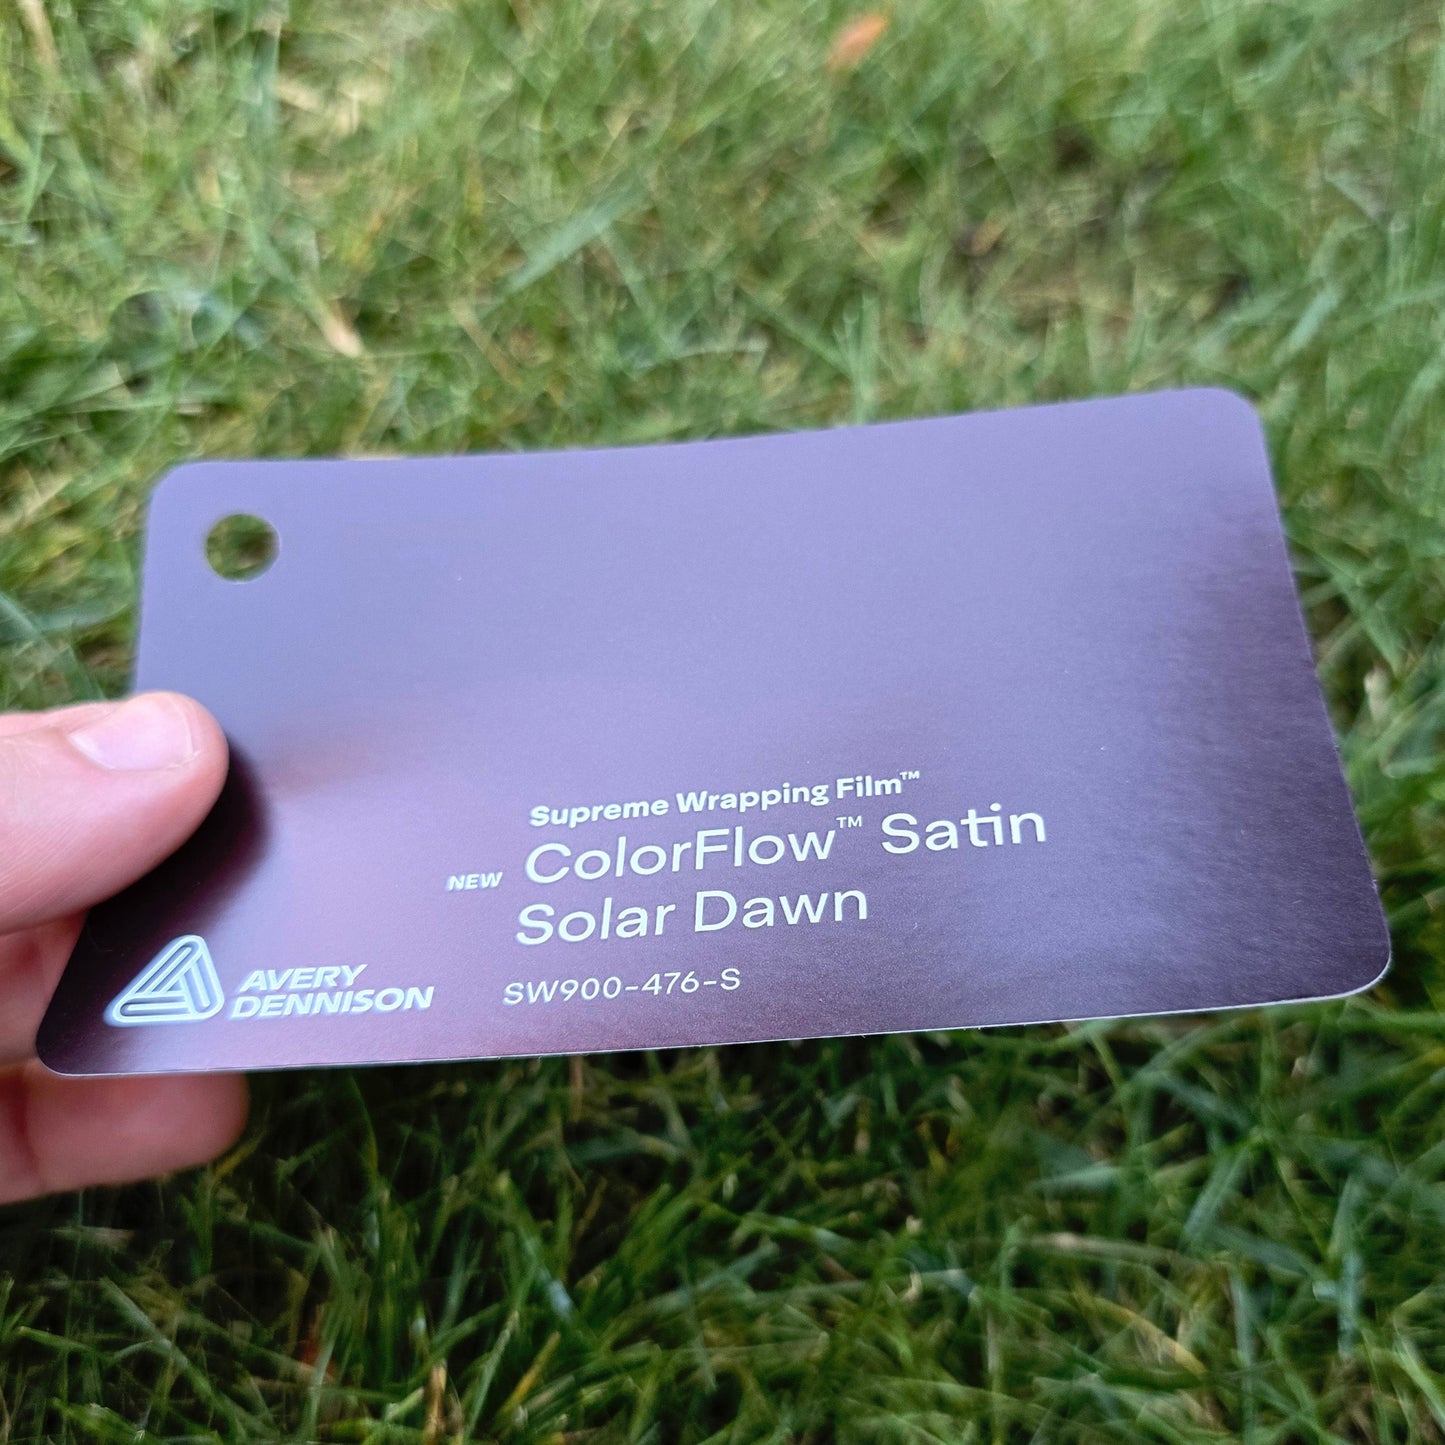 Supreme Wrapping Film™
NEW ColorFlow™ Satin
Solar Dawn
AVERY
DENNISON
SW900-476-S